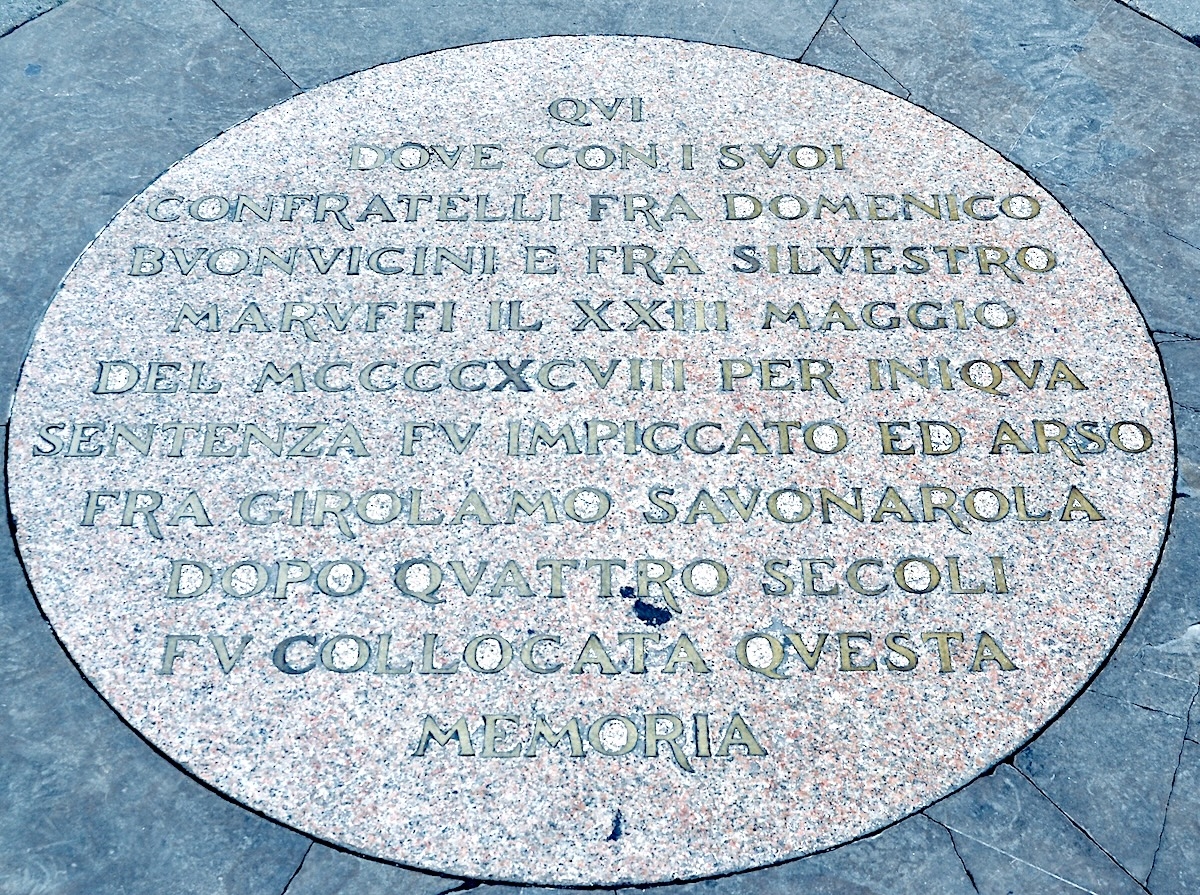 QVI
DOVE CON I SVOI
CONFRATELLI FRA DOMENICO
BVONVICINI E FRA SILVESTRO
MARVFFI IL XXIII MAGGIO
DEL MCCCCXCVIII PER INIQVA
SENTENZA FV IMPICCATO ED ARSO
FRA GIROLAMO SAVONAROLA
DOPO QVATTRO SECOLI
FV COLLOCATA QVESTA
MEMORIA